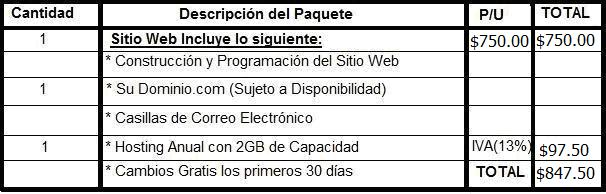 Cantidad Descripción del Paquete P/U TOTAL
1 Sitio Web Incluye lo siguiente: $750.00 $750.00
* Construcción y Programación del Sitio Web
1 * Su Dominio.com (Sujeto a Disponibilidad)
* Casillas de Correo Electrónico
1 * Hosting Anual con 2GB de Capacidad IVA(13%) $97.50
* Cambios Gratis los primeros 30 días TOTAL $847.50